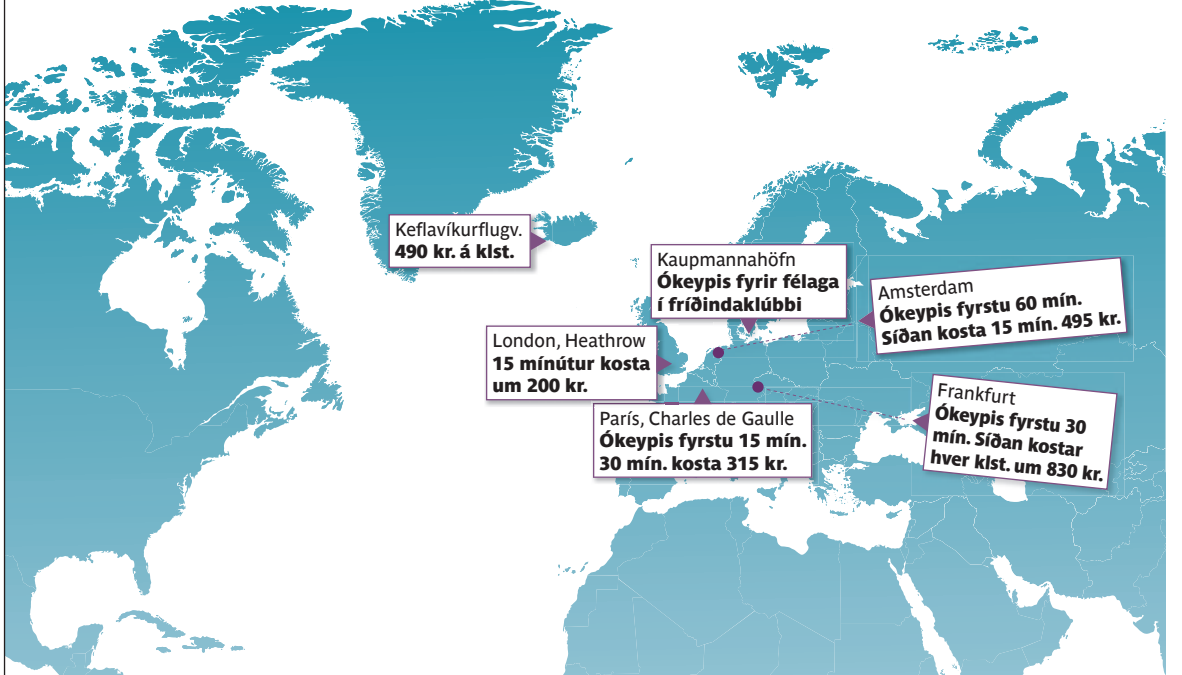 Keflavíkurflugv.
490 kr. á klst.
Kaupmannahöfn
Ókeypis fyrir félaga
í fríðindaklúbbi
Amsterdam
Ókeypis fyrstu 60 mín.
Síðan kosta 15 mín. 495 kr.
London, Heathrow
15 mínútur kosta
um 200 kr.
París, Charles de Gaulle
Ókeypis fyrstu 15 mín.
30 mín. kosta 315 kr.
Frankfurt
Ókeypis fyrstu 30
mín. Síðan kostar
hver klst. um 830 kr.